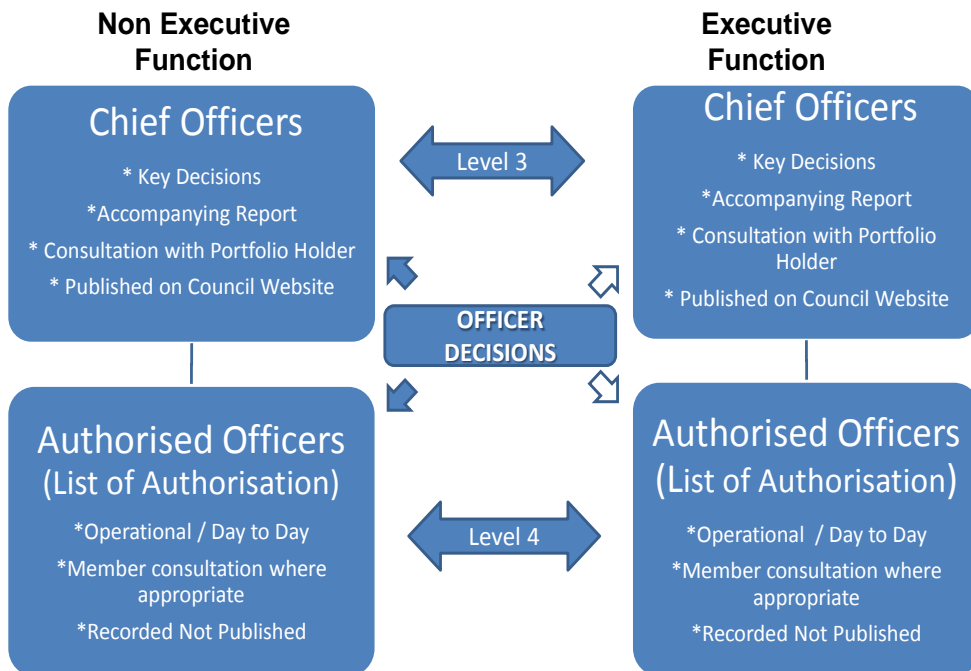 Non Executive
Function
Executive
Function
Chief Officers
* Key Decisions
*Accompanying Report
* Consultation with Portfolio Holder
* Published on Council Website
Level 3
Chief Officers
* Key Decisions
*Accompanying Report
* Consultation with Portfolio
Holder
* Published on Council Website
OFFICER
DECISIONS
Authorised Officers
(List of Authorisation)
*Operational / Day to Day
*Member consultation where
appropriate
*Recorded Not Published
Level 4
Authorised Officers
(List of Authorisation)
*Operational  / Day to Day
*Member consultation where
appropriate
*Recorded Not Published